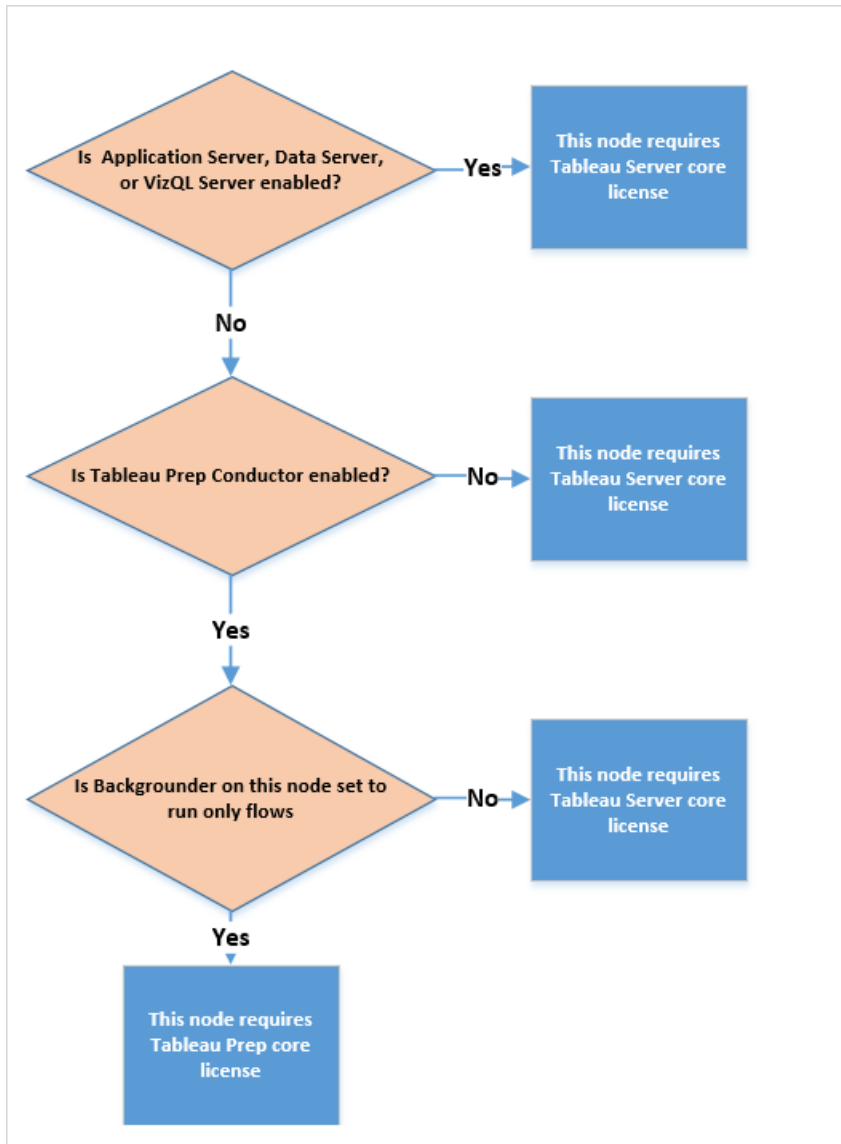 Is Application Server, Data Server,
or VizQL Server enabled?
Yes
This node requires
Tableau Server core
license
No
Is Tableau Prep Conductor enabled?
No
This node requires
Tableau Server core
license
Yes
Is Backgrounder on this node set to
run only flows
No
This node requires
Tableau Server core
license
Yes
This node requires
Tableau Prep core
license